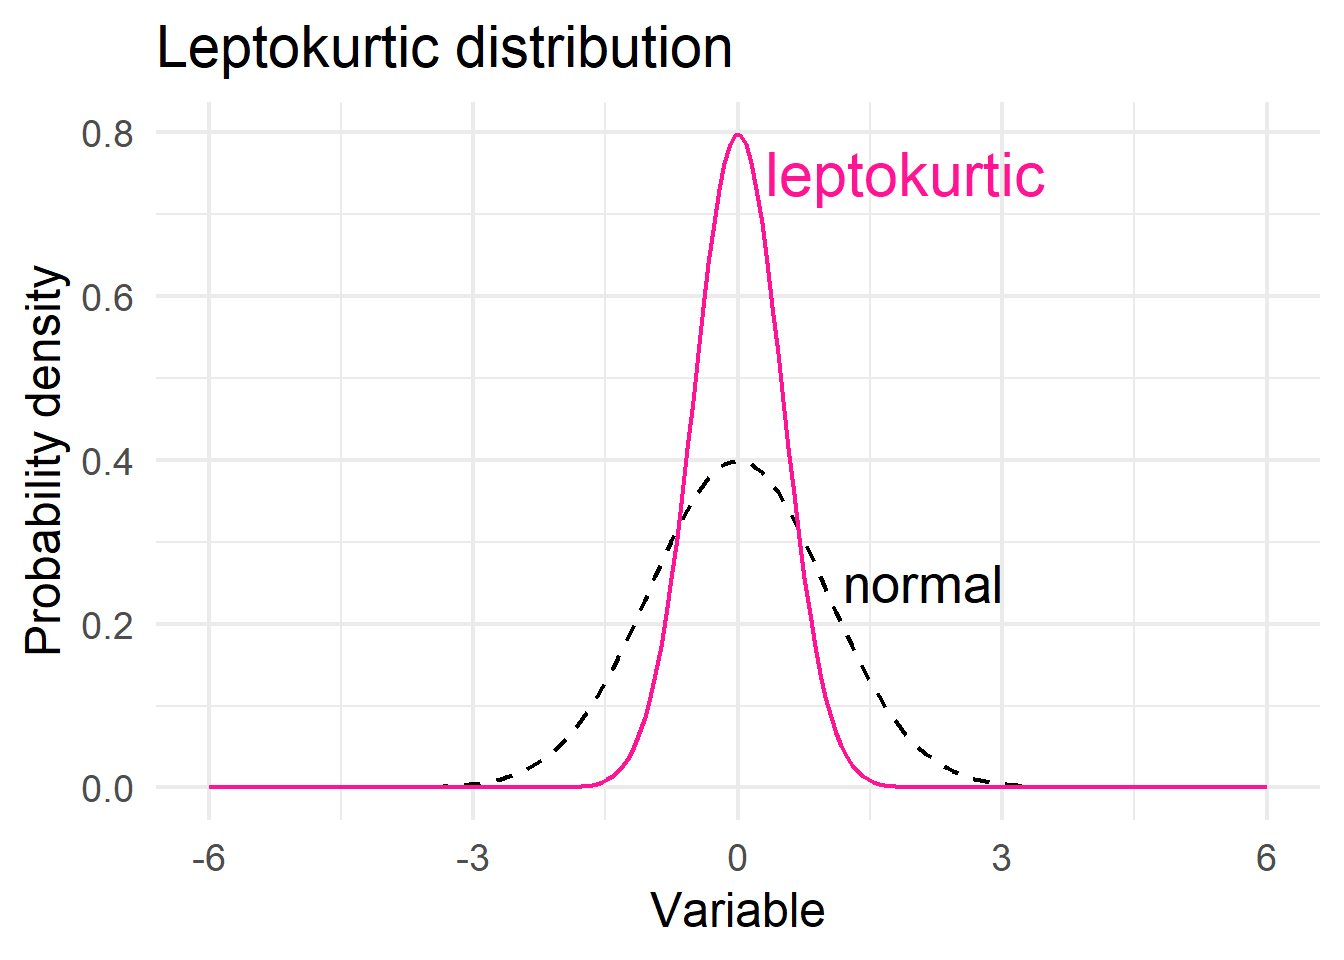 Leptokurtic distribution
Probability density
0.8
0.6
0.4
0.2
0.0
leptokurtic
normal
-6 -3 0 3 6
Variable